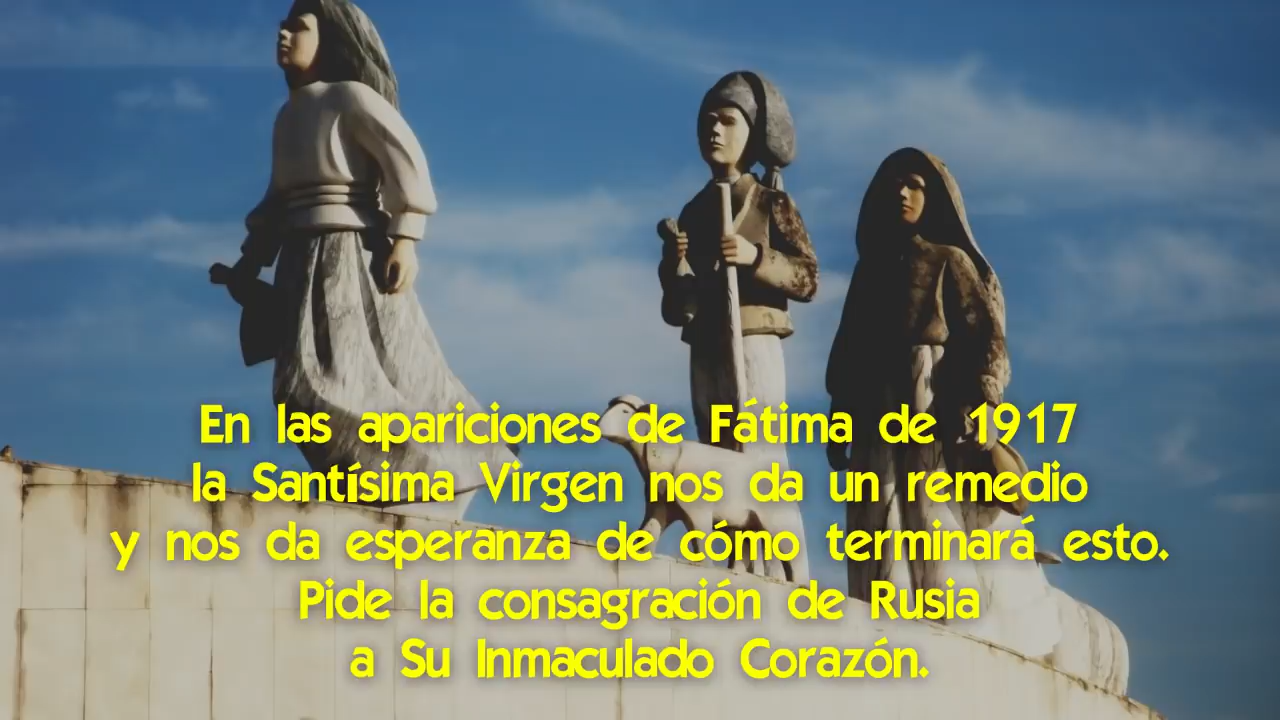 En las apariciones de Fátima de 1917
la Santísima Virgen nos da un remedio
y nos da esperanza de cómo terminará esto.
Pide la consagración de Rusia
a Su Inmaculado Corazón.